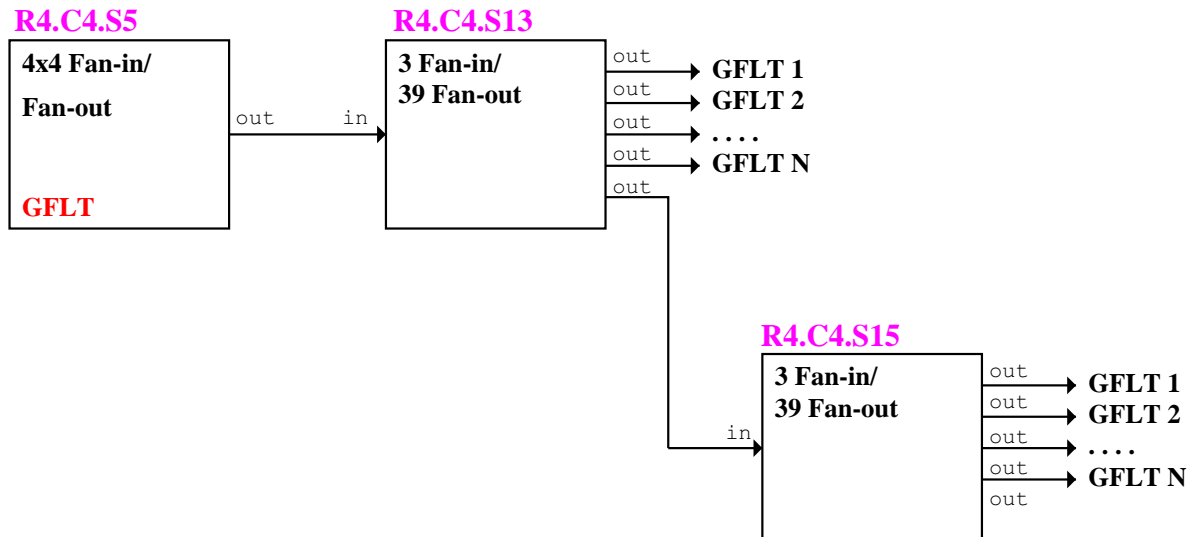 R4.C4.S5
4x4 Fan-in/
Fan-out
GFLT
out
in
R4.C4.S13
3 Fan-in/
39 Fan-out
out
GFLT 1
out
GFLT 2
out
....
out
GFLT N
out
R4.C4.S15
3 Fan-in/
39 Fan-out
in
out
GFLT 1
out
GFLT 2
out
....
out
GFLT N
out